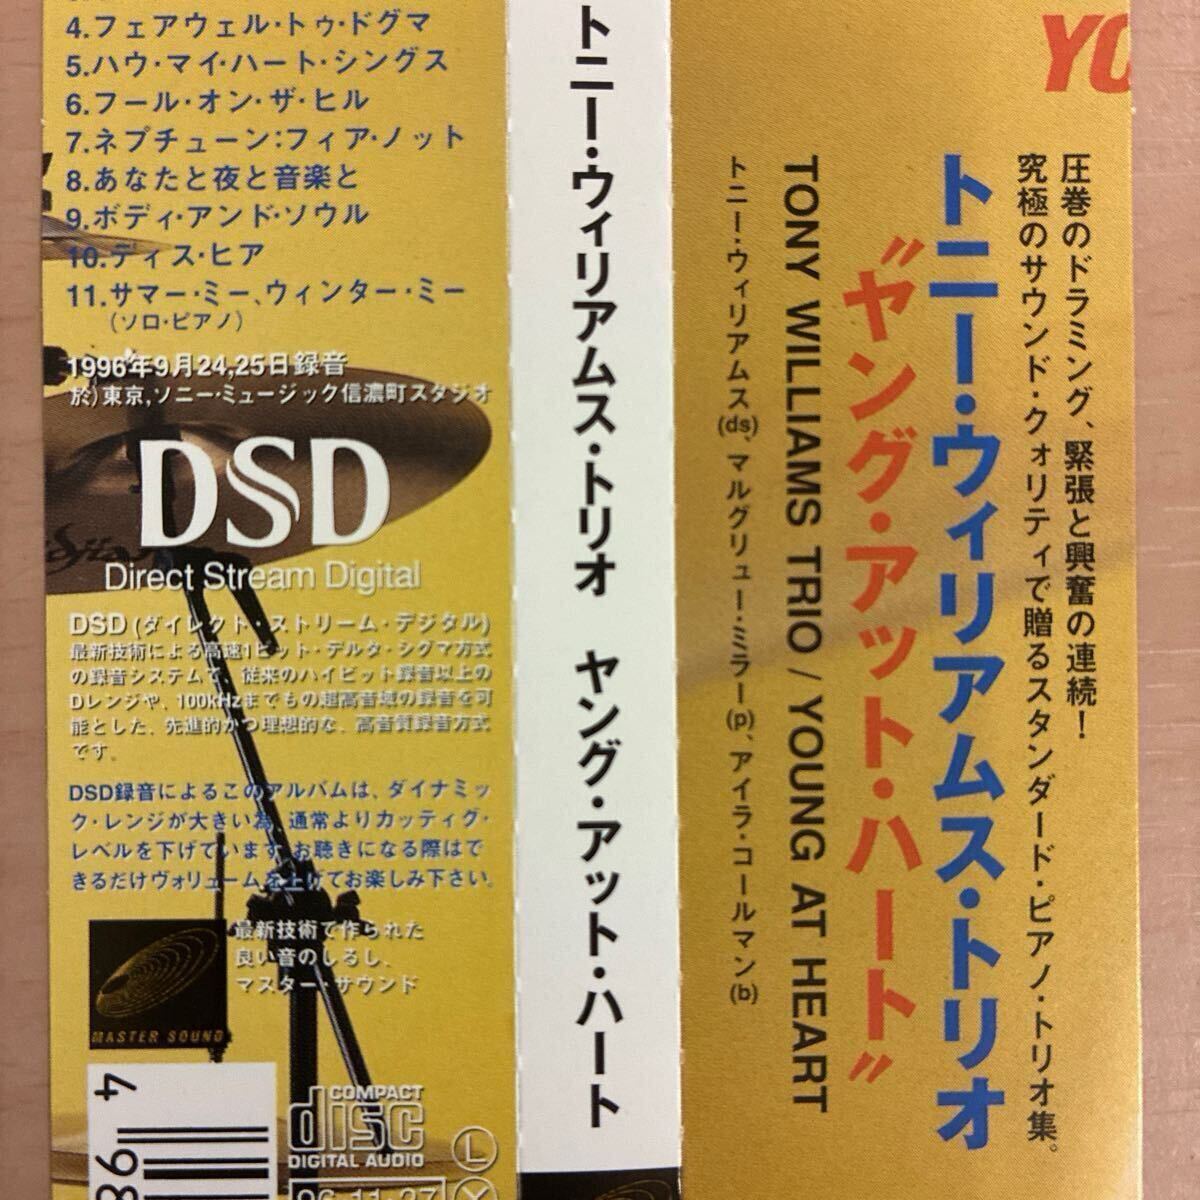 4.フェアウェル・トゥ・ドグマ
5.ハウ・マイ・ハート・シングス
6.フール・オン・ザ・ヒル
7.ネプチューン:フィア・ノット
8.あなたと夜と音楽と
9.ボディ・アンド・ソウル
10.ディス・ヒア
11.サマー・ミー、ウィンター・ミー
(ソロ・ピアノ)
1996年9月24,25日録音
於)東京,ソニー・ミュージック信濃町スタジオ
DSD
Direct Stream Digital
DSD(ダイレクト・ストリーム・デジタル)
最新技術による高速1ビット・デルタ・シグマ方式
の録音システムで、従来のハイビット録音以上の
Dレンジや、100kHzまでもの超高音域の録音を可
能とした、先進的かつ理想的な、高音質録音方式
です。
DSD録音によるこのアルバムは、ダイナミッ
ク・レンジが大きい為、通常よりカッティグ・
レベルを下げています。お聴きになる際はで
きるだけヴォリュームを上げてお楽しみ下さい。
最新技術で作られた
良い音のしるし、
マスター・サウンド
MASTER SOUND
4 98
COMPACT
disc
DIGITAL AUDIO
L
Y
96・11・27
トニー・ウィリアムス・トリオ ヤング・アット・ハート
YO
圧巻のドラミング、緊張と興奮の連続!
究極のサウンド・クォリティで贈るスタンダード・ピアノ・トリオ集。
トニー・ウィリアムス・トリオ
“ヤング・アット・ハート”
TONY WILLIAMS TRIO / YOUNG AT HEART
トニー・ウィリアムス(ds)、マルグリュー・ミラー(p)、アイラ・コールマン(b)